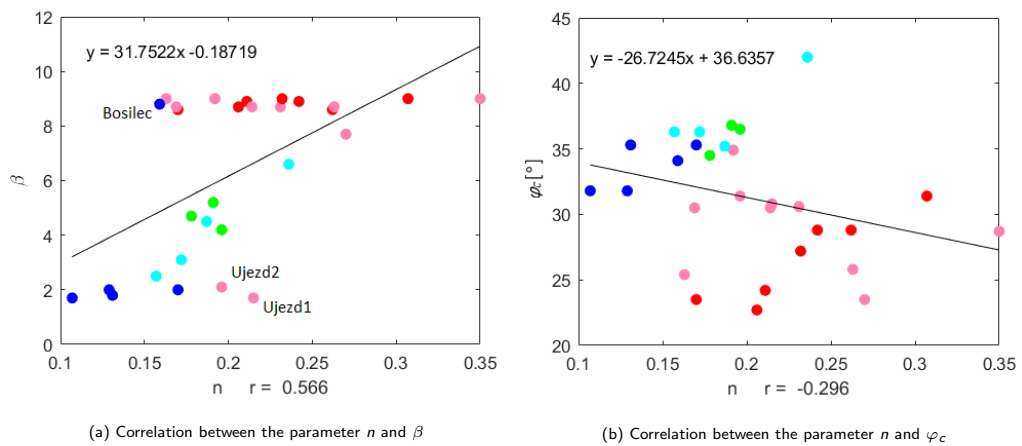 12
10
8
6
4
2
0
β
y = 31.7522x -0.18719
Bosilec
Ujezd2
Ujezd1
0.1 0.15 0.2 0.25 0.3 0.35
n r = 0.566
(a) Correlation between the parameter n and β
45
40
35
30
25
20
φc[°]
y = -26.7245x + 36.6357
0.1 0.15 0.2 0.25 0.3 0.35
n r = -0.296
(b) Correlation between the parameter n and φc